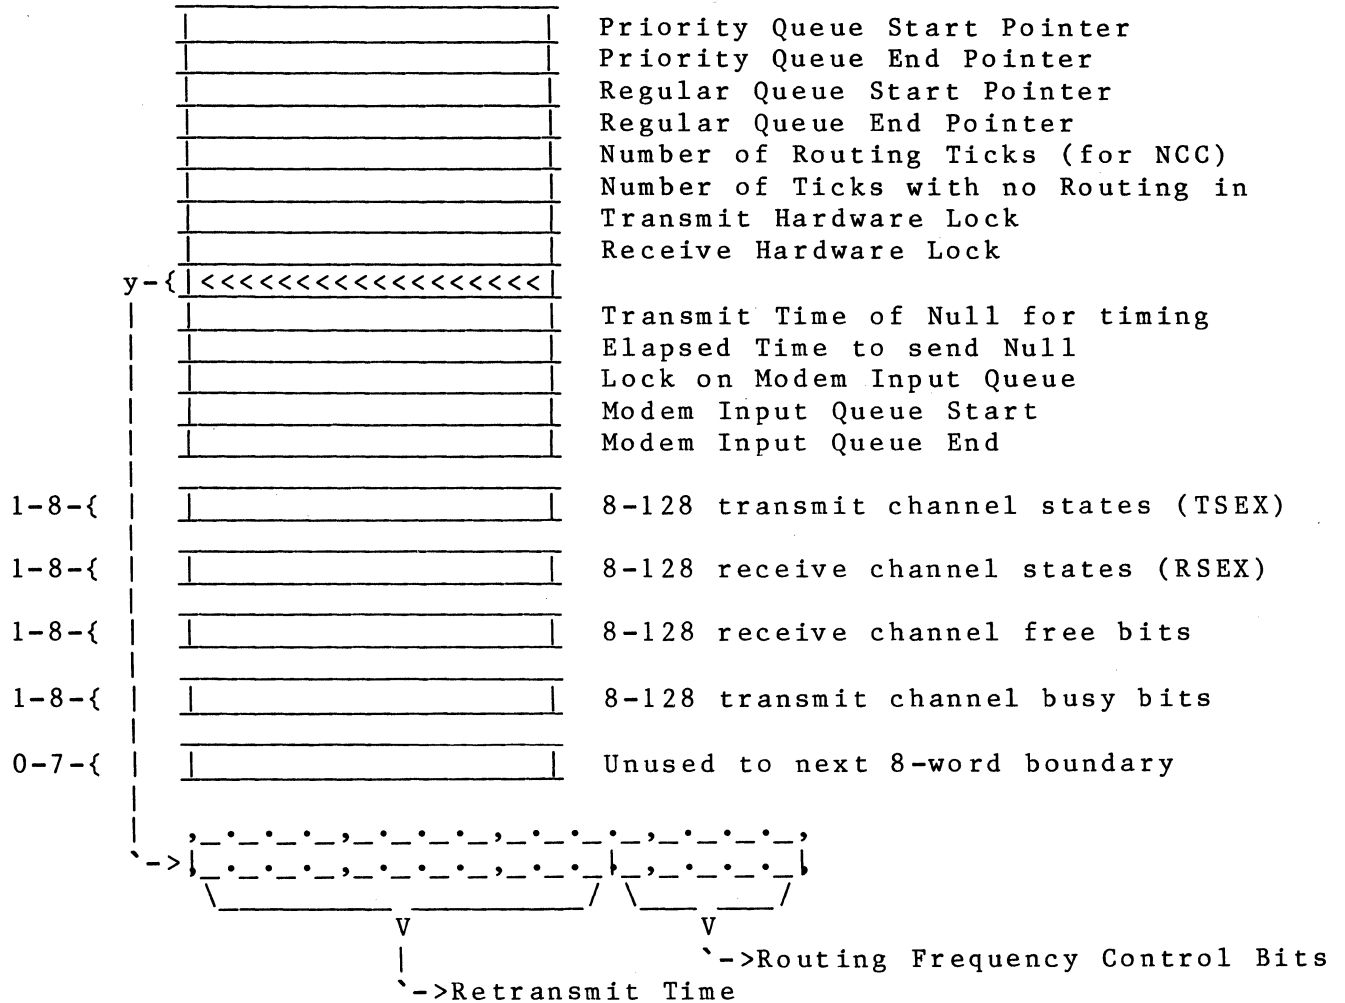 Priority Queue Start Pointer
Priority Queue End Pointer
Regular Queue Start Pointer
Regular Queue End Pointer
Number of Routing Ticks (for NCC)
Number of Ticks with no Routing in
Transmit Hardware Lock
Receive Hardware Lock
y-{|<<<<<<<<<<<<<<<<<<|
Transmit Time of Null for timing
Elapsed Time to send Null
Lock on Modem Input Queue
Modem Input Queue Start
Modem Input Queue End
1-8-{ 8-128 transmit channel states (TSEX)
1-8-{ 8-128 receive channel states (RSEX)
1-8-{ 8-128 receive channel free bits
1-8-{ 8-128 transmit channel busy bits
0-7-{ Unused to next 8-word boundary
V V
`->Routing Frequency Control Bits
`->Retransmit Time